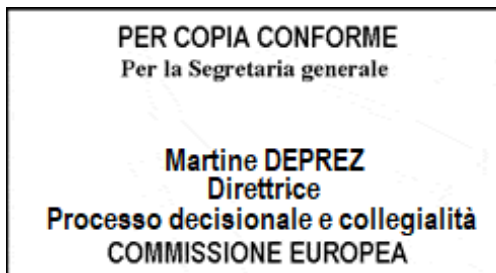 PER COPIA CONFORME
Per la Segretaria generale
Martine DEPREZ
Direttrice
Processo decisionale e collegialità
COMMISSIONE EUROPEA